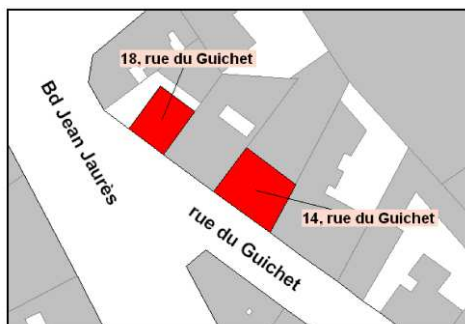 18, rue du Guichet
Bd Jean Jaurès
14, rue du Guichet
rue du Guichet